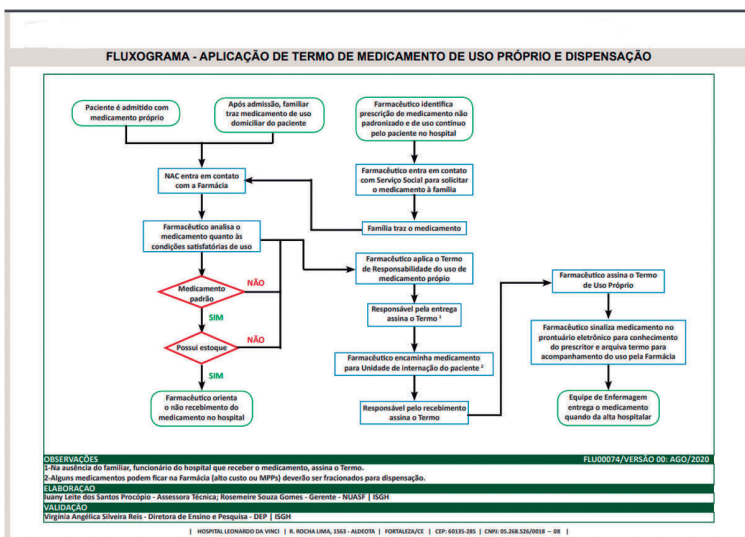 FLUXOGRAMA - APLICAÇÃO DE TERMO DE MEDICAMENTO DE USO PRÓPRIO E DISPENSAÇÃO
Paciente é admitido com
medicamento próprio
Após admissão, familiar
traz medicamento de uso
domiciliar do paciente
Farmacêutico identifica
prescrição de medicamento não
padronizado e de uso contínuo
pelo paciente no hospital
NAC entra em contato
com a Farmácia
Farmacêutico entra em contato
com Serviço Social para solicitar
o medicamento à família
Família traz o medicamento
Farmacêutico analisa o
medicamento quanto às
condições satisfatórias de uso
Medicamento
padrão
NÃO
SIM
Possui estoque
NÃO
SIM
Farmacêutico orienta
o não recebimento do
medicamento no hospital
Farmacêutico aplica o Termo
de Responsabilidade do uso de
medicamento própio
Responsável pela entrega
assina o Termo ¹
Farmacêutico encaminha medicamento
para Unidade de internação do paciente ²
Responsável pelo recebimento
assina o Termo
Farmacêutico assina o Termo
de Uso Próprio
Farmacêutico sinaliza medicamento no
prontuário eletrônico para conhecimento
do prescritor e arquiva termo para
acompanhamento do uso pela Farmácia
Equipe de Enfermagem
entrega o medicamento
quando da alta hospitalar
OBSERVAÇÕES FLU00074/VERSÃO 00: AGO/2020
1-Na ausência do familiar, funcionário do hospital que receber o medicamento, assina o Termo.
2-Alguns medicamentos podem ficar na Farmácia (alto custo ou MPPs) deverão ser fracionados para dispensação.
ELABORAÇÃO
Iuany Leite dos Santos Procópio - Assessora Técnica; Rosemeire Souza Gomes - Gerente - NUASF | ISGH
VALIDAÇÃO
Virgínia Angélica Silveira Reis - Diretora de Ensino e Pesquisa - DEP | ISGH
| HOSPITAL LEONARDO DA VINCI | R. ROCHA LIMA, 1563 - ALDEOTA | FORTALEZA/CE | CEP: 60135-285 | CNPJ: 05.268.526/0018 – 08 |